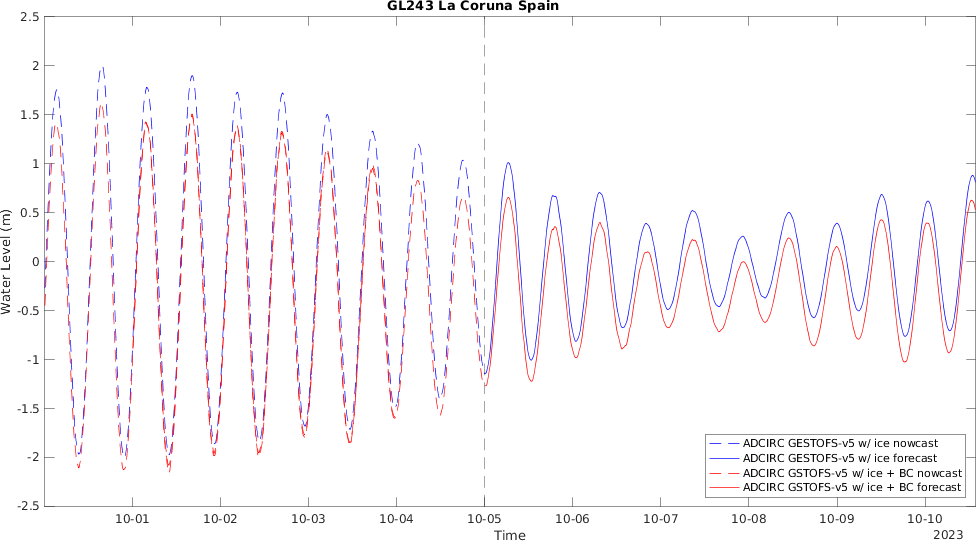 GL243 La Coruna Spain
2.5
2
1.5
1
0.5
0
-0.5
-1
-1.5
-2
-2.5
Water Level (m)
10-01 10-02 10-03 10-04 10-05 10-06 10-07 10-08 10-09 10-10
Time
2023
ADCIRC GESTOFS-v5 w/ ice nowcast
ADCIRC GESTOFS-v5 w/ ice forecast
ADCIRC GSTOFS-v5 w/ ice + BC nowcast
ADCIRC GSTOFS-v5 w/ ice + BC forecast